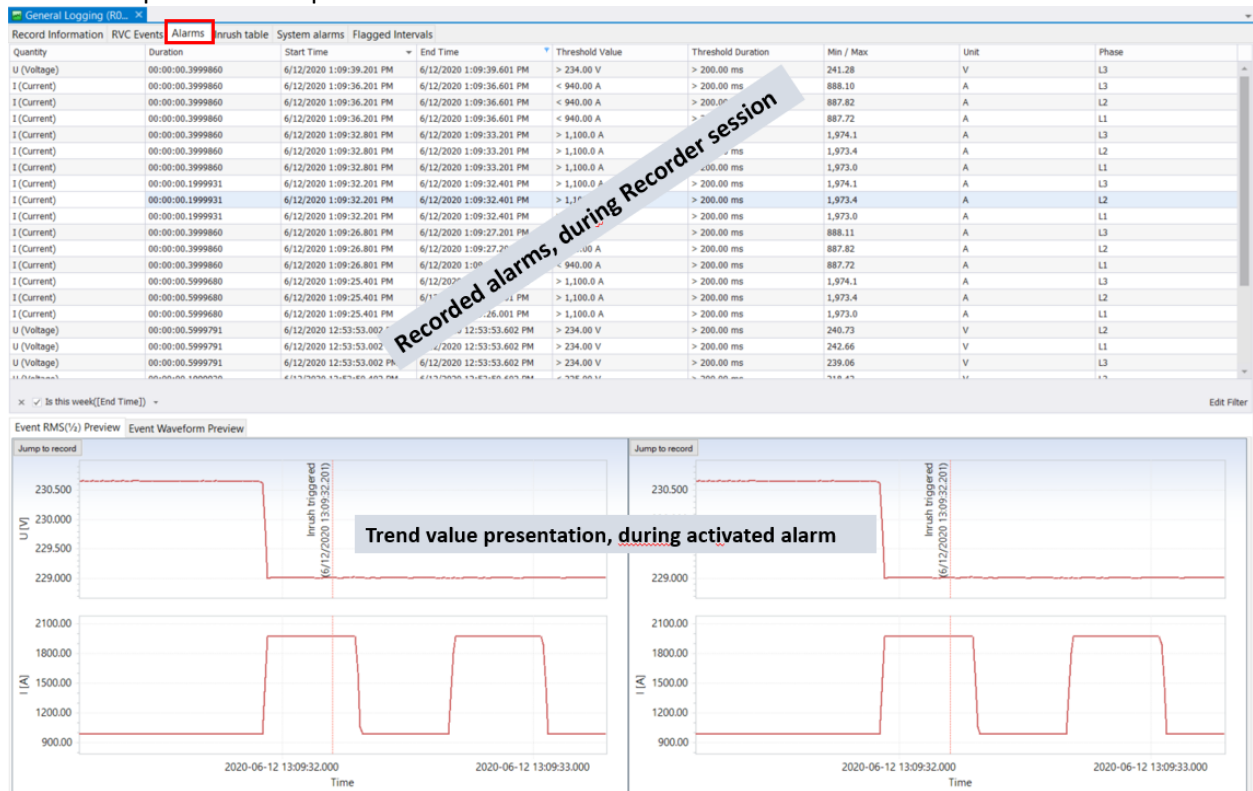 General Logging (R0...
Record Information RVC Events Alarms Inrush table System alarms Flagged Intervals
Quantity Duration Start Time End Time Threshold Value Threshold Duration Min / Max Unit Phase
U (Voltage) 00:00:00.3999860 6/12/2020 1:09:39.201 PM 6/12/2020 1:09:39.601 PM > 234.00 V > 200.00 ms 241.28 V L3
I (Current) 00:00:00.3999860 6/12/2020 1:09:36.201 PM 6/12/2020 1:09:36.601 PM < 940.00 A > 200.00 ms 888.10 A L3
I (Current) 00:00:00.3999860 6/12/2020 1:09:36.201 PM 6/12/2020 1:09:36.601 PM < 940.00 A > 200.00 887.82 A L2
I (Current) 00:00:00.3999860 6/12/2020 1:09:36.201 PM 6/12/2020 1:09:36.601 PM < 940.00 A 887.72 A L1
I (Current) 00:00:00.3999860 6/12/2020 1:09:32.801 PM 6/12/2020 1:09:33.201 PM > 1,100.0 A ms 1,974.1 A L3
I (Current) 00:00:00.3999860 6/12/2020 1:09:32.801 PM 6/12/2020 1:09:33.201 PM > 1,100.0 A ms 1,973.4 A L2
I (Current) 00:00:00.3999860 6/12/2020 1:09:32.801 PM 6/12/2020 1:09:33.201 PM > 1,100.0 A 200.00 ms 1,973.0 A L1
I (Current) 00:00:00.1999931 6/12/2020 1:09:32.201 PM 6/12/2020 1:09:32.401 PM > 1,100.0 A > 200.00 ms 1,974.1 A L3
I (Current) 00:00:00.1999931 6/12/2020 1:09:32.201 PM 6/12/2020 1:09:32.401 PM > 200.00 ms 1,973.4 A L2
I (Current) 00:00:00.1999931 6/12/2020 1:09:32.201 PM 6/12/2020 1:09:32.401 PM > 200.00 ms 1,973.0 A L1
I (Current) 00:00:00.3999860 6/12/2020 1:09:26.801 PM 6/12/2020 1:09:27.201 PM > 200.00 ms 888.11 A L3
I (Current) 00:00:00.3999860 6/12/2020 1:09:26.801 PM 6/12/2020 A > 200.00 ms 887.82 A L2
I (Current) 00:00:00.3999860 6/12/2020 1:09:26.801 PM 6/12/2020 < 940.00 A > 200.00 ms 887.72 A L1
I (Current) 00:00:00.5999680 6/12/2020 1:09:25.401 PM > 1,100.0 A > 200.00 ms 1,974.1 A L3
I (Current) 00:00:00.5999680 6/12/2020 1:09:25.401 PM PM > 1,100.0 A > 200.00 ms 1,973.4 A L2
I (Current) 00:00:00.5999680 6/12/2020 1:09:25.401 PM 26.001 PM > 1,100.0 A > 200.00 ms 1,973.0 A L1
U (Voltage) 00:00:00.5999791 6/12/2020 12:53:53.002 12:53:53.602 PM > 234.00 V > 200.00 ms 240.73 V L2
U (Voltage) 00:00:00.5999791 6/12/2020 12:53:53.002 12:53:53.602 PM > 234.00 V > 200.00 ms 242.66 V L1
U (Voltage) 00:00:00.5999791 6/12/2020 12:53:53.002 PM 6/12/2020 12:53:53.602 PM > 234.00 V > 200.00 ms 239.06 V L3
Recorded alarms, during Recorder session
Is this week([End Time]) Edit Filter
Event RMS(½) Preview Event Waveform Preview
Jump to record Jump to record
U [V]
230.500
230.000
229.500
229.000
Inrush triggered
(6/12/2020 13:09:32.201)
230.500
230.000
229.500
229.000
Inrush triggered
(6/12/2020 13:09:32.201)
Trend value presentation, during activated alarm
I [A]
2100.00
1800.00
1500.00
1200.00
900.00
2020-06-12 13:09:32.000 2020-06-12 13:09:33.000
Time
I [A]
2100.00
1800.00
1500.00
1200.00
900.00
2020-06-12 13:09:32.000 2020-06-12 13:09:33.000
Time